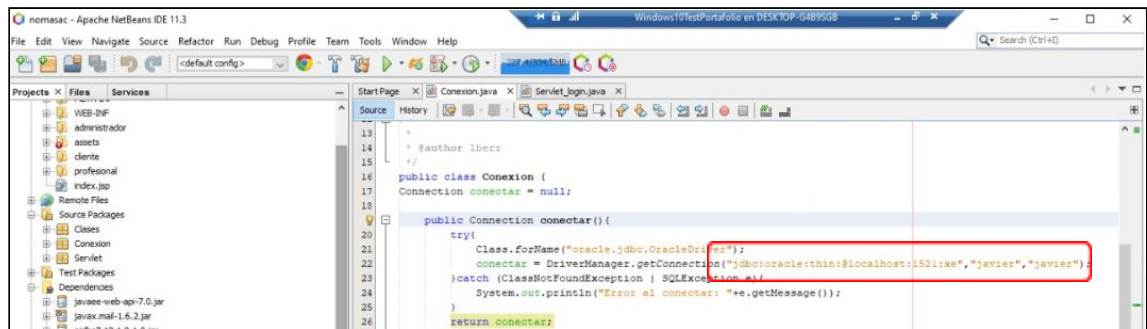 nomasac - Apache NetBeans IDE 11.3
Windows10TestPortafolio en DESKTOP-G4B9SGB
File Edit View Navigate Source Refactor Run Debug Profile Team Tools Window Help
Search (Ctrl+I)
<default config>
Projects Files Services
Start Page Conexion.java Servlet_login.java
Source History
WEB-INF
administrador
assets
cliente
profesional
index.jsp
Remote Files
Source Packages
Clases
Conexion
Servlet
Test Packages
Dependencies
javaee-web-api-7.0.jar
javax.mail-1.6.2.jar
13 *
14 * @author lberr
15 */
16 public class Conexion {
17 Connection conectar = null;
18
public Connection conectar(){
20 try{
21 Class.forName("oracle.jdbc.OracleDriver");
22 conectar = DriverManager.getConnection("jdbc:oracle:thin:@localhost:1521:xe","javier","javier");
23 }catch (ClassNotFoundException | SQLException e){
24 System.out.println("Error al conectar: "+e.getMessage());
25 }
26 return conectar;